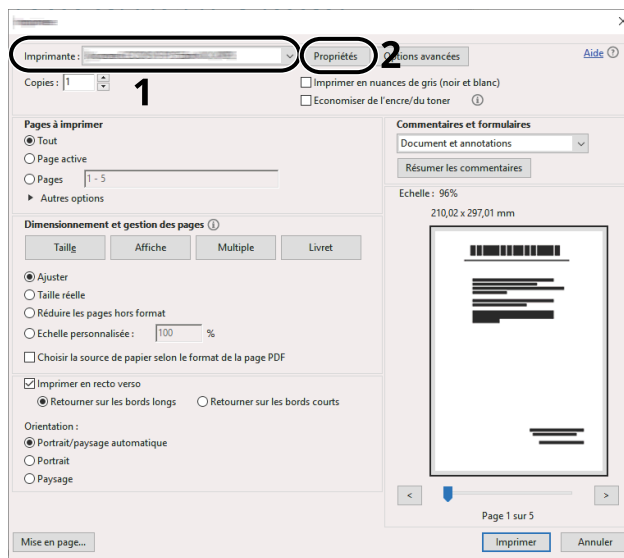 Imprimante :
Propriétés
2
Options avancées
Aide
Copies : 1
1
Imprimer en nuances de gris (noir et blanc)
Economiser de l'encre/du toner
Pages à imprimer
Tout
Page active
Pages 1 - 5
Autres options
Dimensionnement et gestion des pages
Taille
Affiche
Multiple
Livret
Ajuster
Taille réelle
Réduire les pages hors format
Echelle personnalisée : 100 %
Choisir la source de papier selon le format de la page PDF
Imprimer en recto verso
Retourner sur les bords longs
Retourner sur les bords courts
Orientation :
Portrait/paysage automatique
Portrait
Paysage
Commentaires et formulaires
Document et annotations
Résumer les commentaires
Echelle : 96%
210,02 x 297,01 mm
<
>
Page 1 sur 5
Mise en page...
Imprimer
Annuler